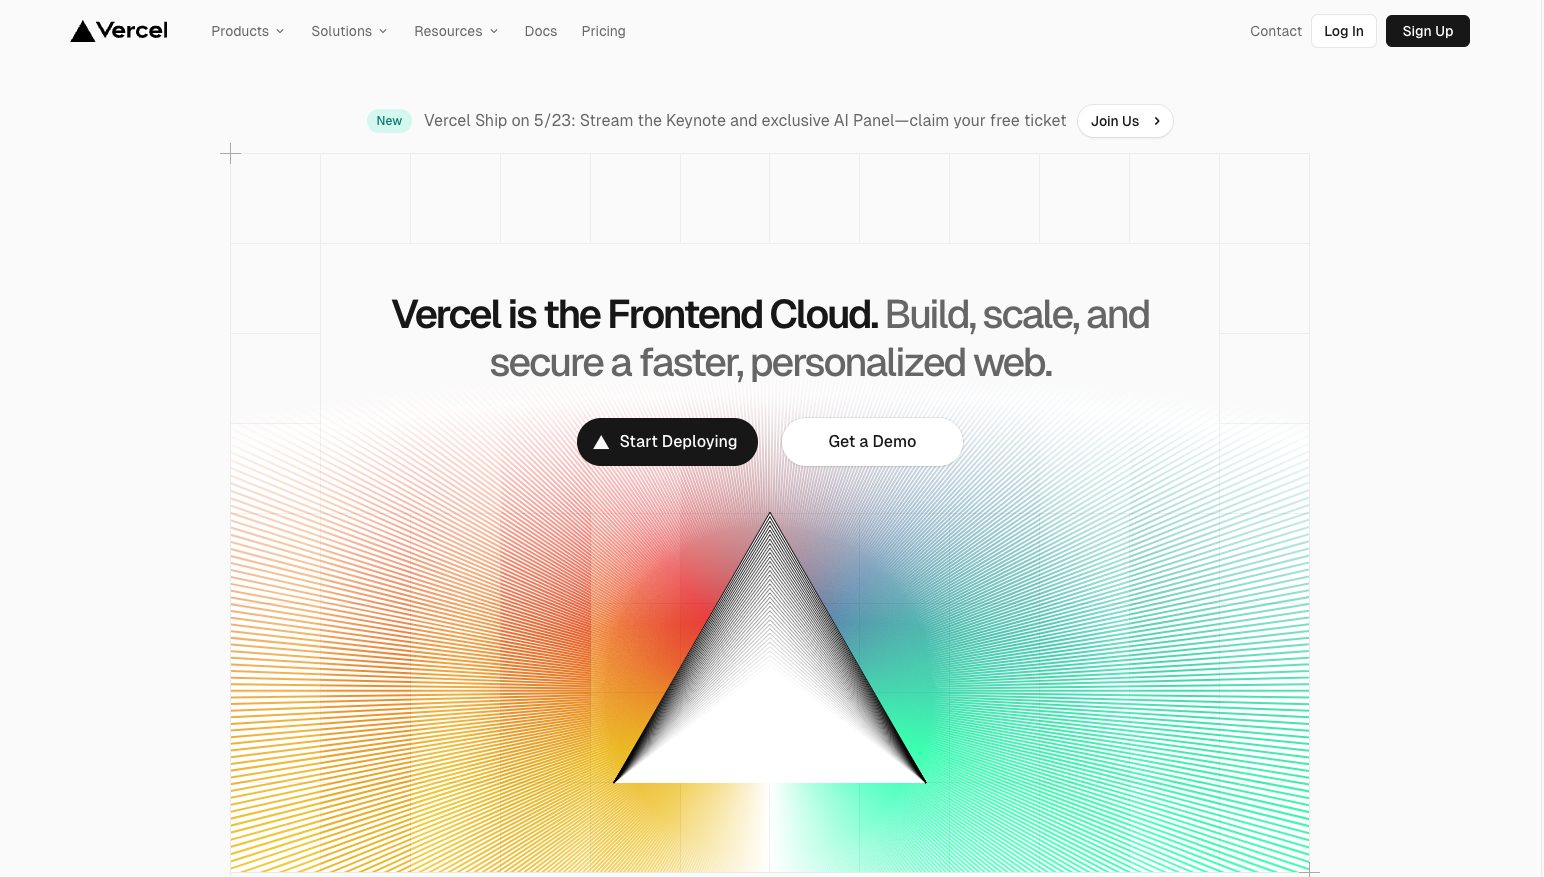 Vercel
Products
Solutions
Resources
Docs
Pricing
Contact
Log In
Sign Up
New
Vercel Ship on 5/23: Stream the Keynote and exclusive AI Panel—claim your free ticket
Join Us
Vercel is the Frontend Cloud. Build, scale, and
secure a faster, personalized web.
Start Deploying
Get a Demo